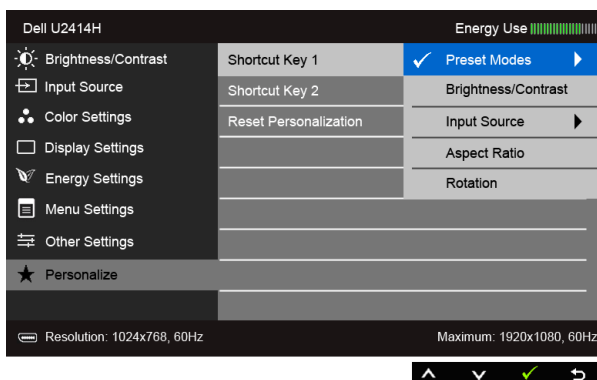 Dell U2414H
Energy Use
Brightness/Contrast
Input Source
Color Settings
Display Settings
Energy Settings
Menu Settings
Other Settings
Personalize
Shortcut Key 1
Shortcut Key 2
Reset Personalization
Preset Modes
Brightness/Contrast
Input Source
Aspect Ratio
Rotation
Resolution: 1024x768, 60Hz
Maximum: 1920x1080, 60Hz